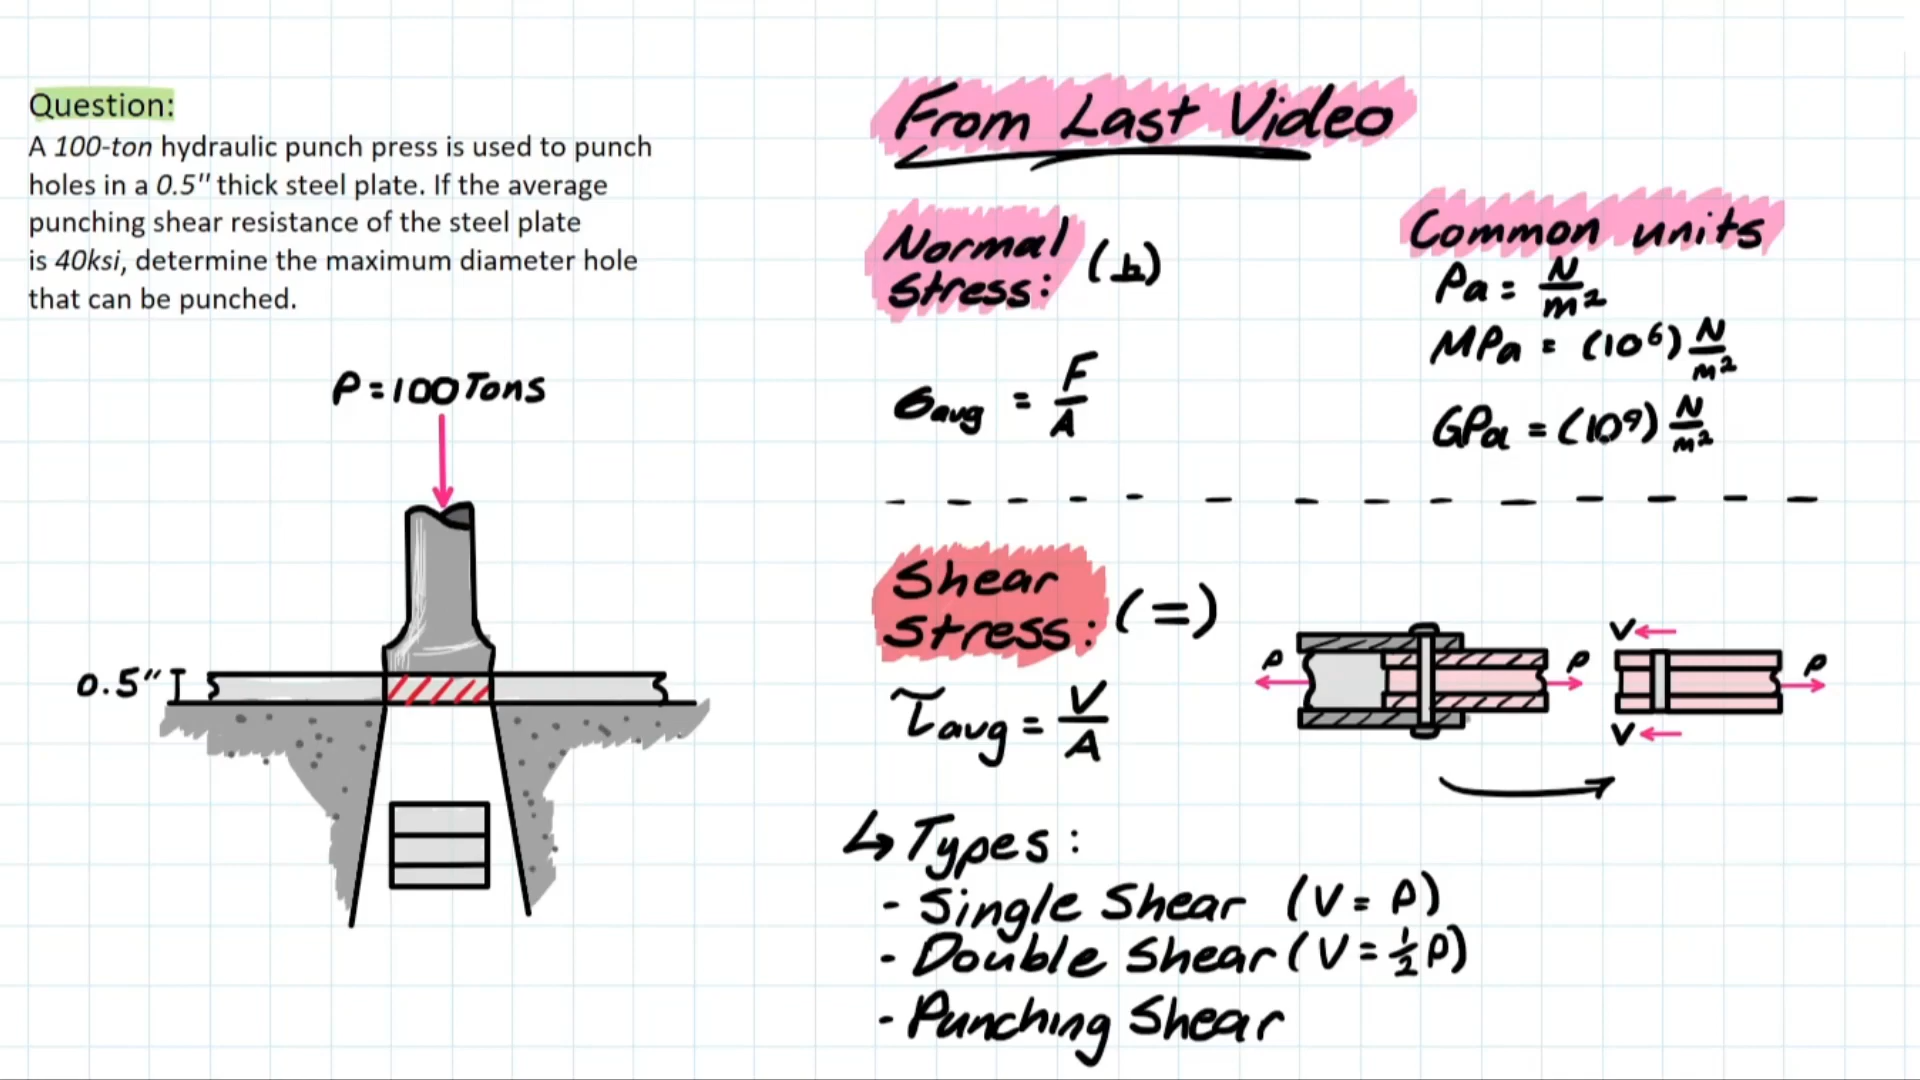 Question:
A 100-ton hydraulic punch press is used to punch
holes in a 0.5" thick steel plate. If the average
punching shear resistance of the steel plate
is 40ksi, determine the maximum diameter hole
that can be punched.
P = 100 Tons
0.5"
From Last Video
Normal
Stress: (⊥)
σavg = F/A
Common units
Pa = N/m²
MPa = (10⁶) N/m²
GPa = (10⁹) N/m²
Shear
Stress: (=)
τavg = V/A
P
P
V
P
V
↳ Types:
- Single Shear (V = P)
- Double Shear (V = ½P)
- Punching Shear